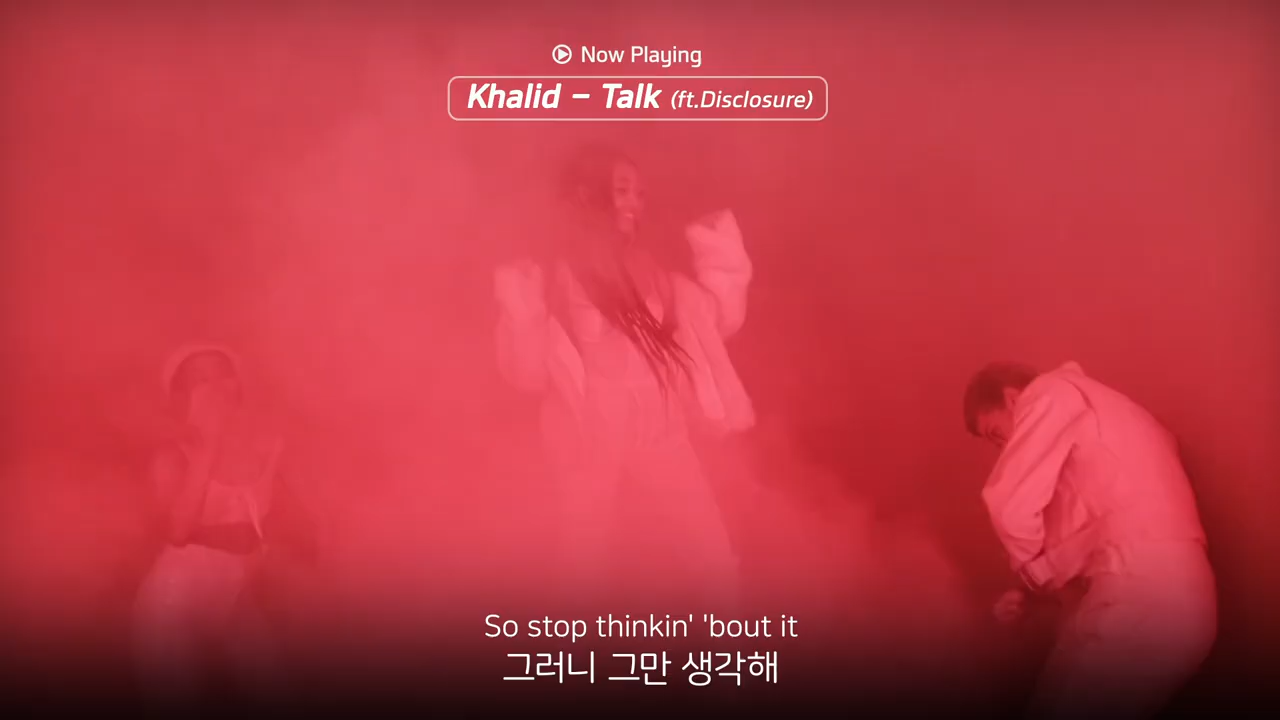 Now Playing
Khalid - Talk (ft.Disclosure)
So stop thinkin' 'bout it
그러니 그만 생각해